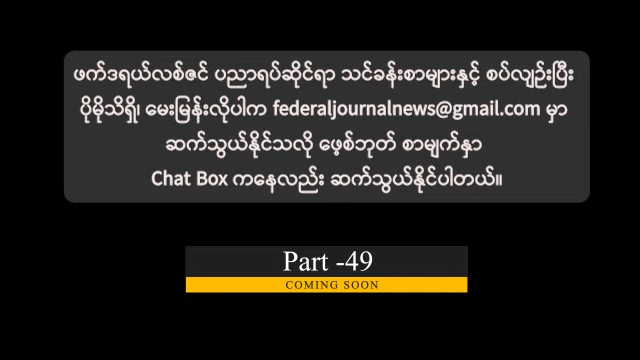 ဖက်ဒရယ်လစ်ဇင် ပညာရပ်ဆိုင်ရာ သင်ခန်းစာများနှင့် စပ်လျဉ်းပြီး
ပိုမိုသိရှိ၊ မေးမြန်းလိုပါက federaljournalnews@gmail.com မှာ
ဆက်သွယ်နိုင်သလို ဖေ့စ်ဘုတ် စာမျက်နှာ
Chat Box ကနေလည်း ဆက်သွယ်နိုင်ပါတယ်။
Part -49
COMING SOON